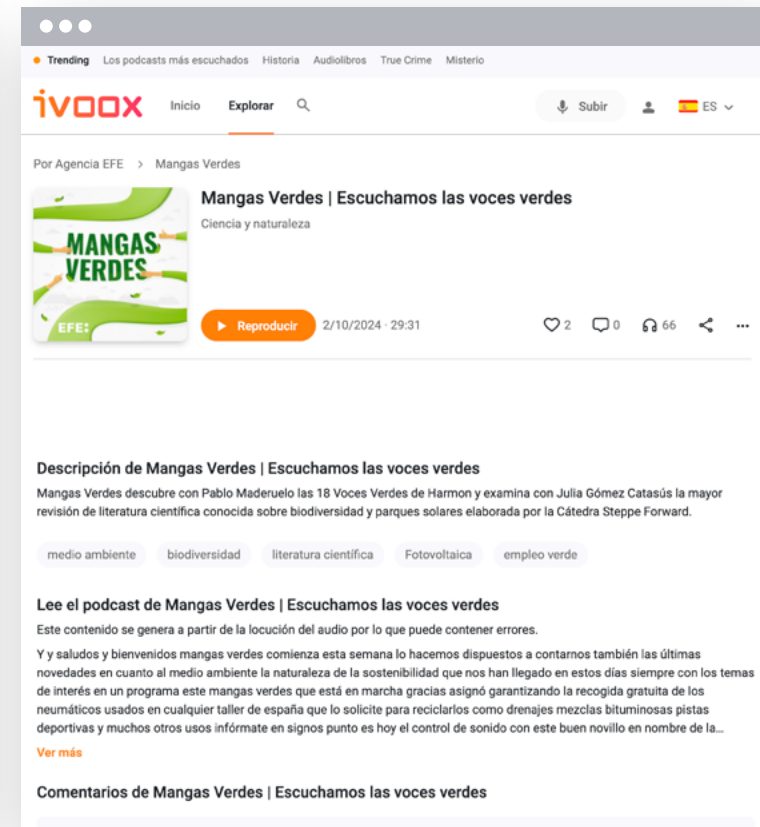 Trending Los podcasts más escuchados Historia Audiolibros True Crime Misterio
ivoox Inicio Explorar Subir ES
Por Agencia EFE > Mangas Verdes
MANGAS
VERDES
EFE:
Mangas Verdes | Escuchamos las voces verdes
Ciencia y naturaleza
Reproducir 2/10/2024 · 29:31 2 0 66
Descripción de Mangas Verdes | Escuchamos las voces verdes
Mangas Verdes descubre con Pablo Maderuelo las 18 Voces Verdes de Harmon y examina con Julia Gómez Catasús la mayor
revisión de literatura científica conocida sobre biodiversidad y parques solares elaborada por la Cátedra Steppe Forward.
medio ambiente biodiversidad literatura científica Fotovoltaica empleo verde
Lee el podcast de Mangas Verdes | Escuchamos las voces verdes
Este contenido se genera a partir de la locución del audio por lo que puede contener errores.
Y y saludos y bienvenidos mangas verdes comienza esta semana lo hacemos dispuestos a contarnos también las últimas
novedades en cuanto al medio ambiente la naturaleza de la sostenibilidad que nos han llegado en estos días siempre con los temas
de interés en un programa este mangas verdes que está en marcha gracias asignó garantizando la recogida gratuita de los
neumáticos usados en cualquier taller de españa que lo solicite para reciclarlos como drenajes mezclas bituminosas pistas
deportivas y muchos otros usos infórmate en signos punto es hoy el control de sonido con este buen novillo en nombre de la...
Ver más
Comentarios de Mangas Verdes | Escuchamos las voces verdes